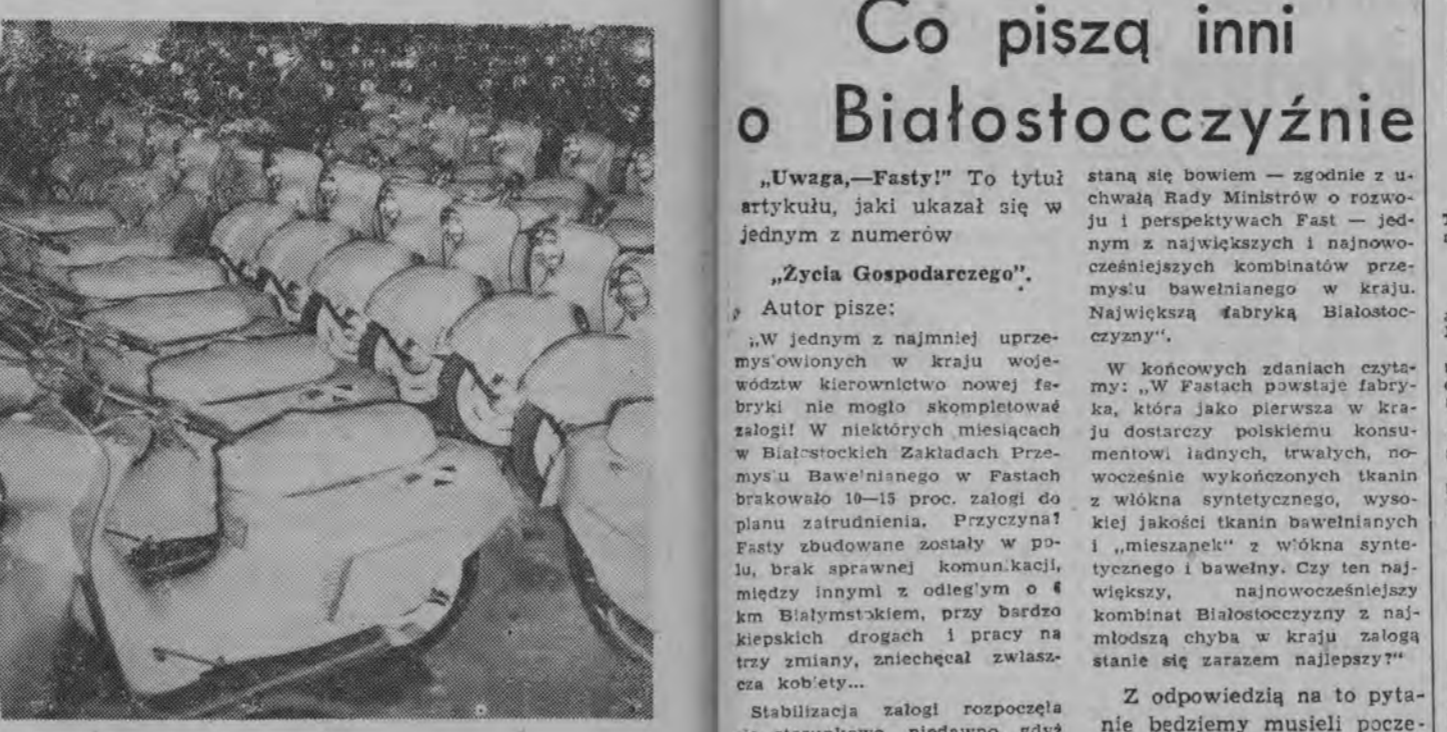 Co piszą inni
o Białostocczyźnie
„Uwaga,—Fasty!" To tytuł
artykułu, jaki ukazał się w
jednym z numerów
„Życia Gospodarczego".
Autor pisze:
„W jednym z najmniej uprze-
mysłowionych w kraju woje-
wództw kierownictwo nowej fa-
bryki nie mogło skompletować
załogi! W niektórych miesiącach
w Białostockich Zakładach Prze-
mysłu Bawełnianego w Fastach
brakowało 10—15 proc. załogi do
planu zatrudnienia. Przyczyna?
Fasty zbudowane zostały w po-
lu, brak sprawnej komunikacji,
między innymi z odległym o 6
km Białymstokiem, przy bardzo
kiepskich drogach i pracy na
trzy zmiany, zniechęcał zwłasz-
cza kobiety...
Stabilizacja załogi rozpoczęła
stosunkowo niedawno gdyż
staną się bowiem — zgodnie z u-
chwałą Rady Ministrów o rozwo-
ju i perspektywach Fast — jed-
nym z największych i najnowo-
cześniejszych kombinatów prze-
mysłu bawełnianego w kraju.
Największą fabryką Białostoc-
czyzny".
W końcowych zdaniach czyta-
my: „W Fastach powstaje fabry-
ka, która jako pierwsza w kra-
ju dostarczy polskiemu konsu-
mentowi ładnych, trwałych, no-
wocześnie wykończonych tkanin
z włókna syntetycznego, wyso-
kiej jakości tkanin bawełnianych
i „mieszanek" z włókna synte-
tycznego i bawełny. Czy ten naj-
większy, najnowocześniejszy
kombinat Białostocczyzny z naj-
młodszą chyba w kraju załogą
stanie się zarazem najlepszy?"
Z odpowiedzią na to pyta-
nie będziemy musieli pocze-